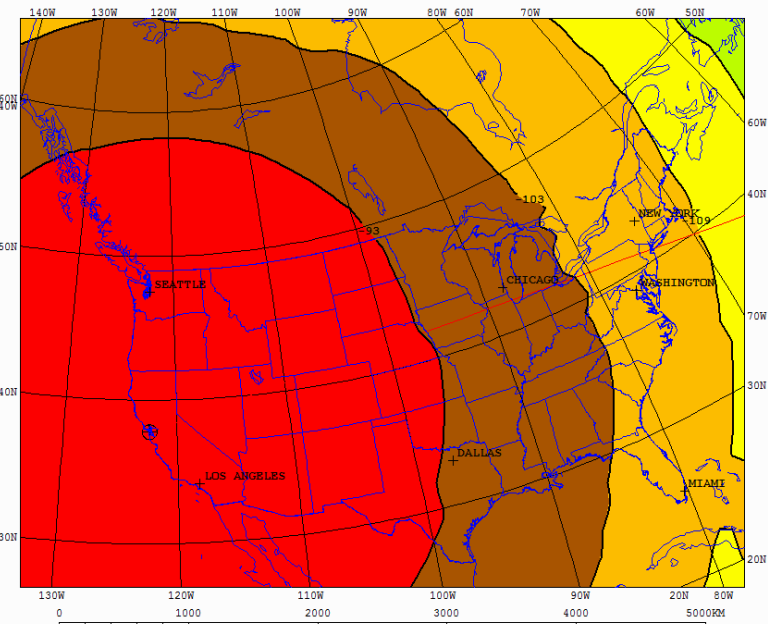 140W 130W 120W 110W 100W 90W 80W 60N 70W 60W 50N
40W
60W
-103
40N
NEW YORK
-109
-93
50N
SEATTLE
CHICAGO
WASHINGTON
70W
30N
40N
DALLAS
LOS ANGELES
MIAMI
30N
20N
130W 120W 110W 100W 90W 20N 80W
0 1000 2000 3000 4000 5000KM